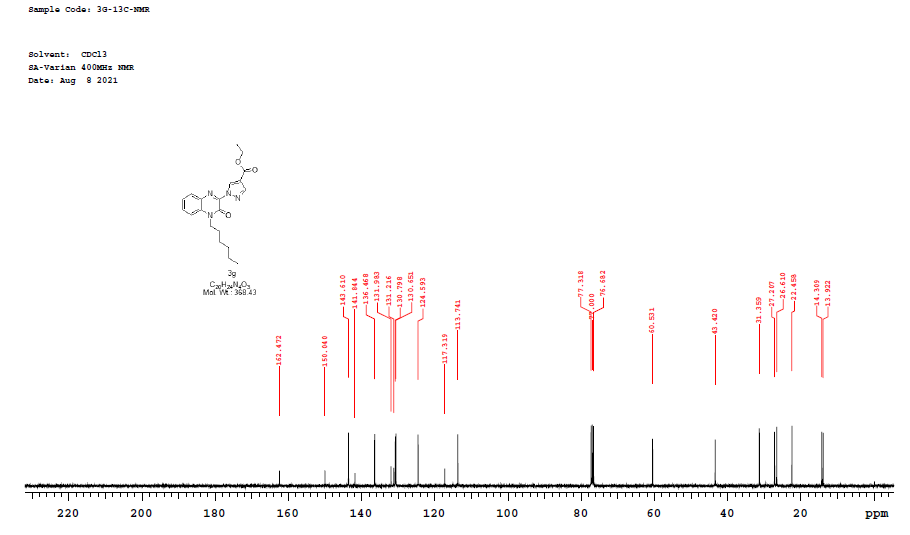 Sample Code: 3G-13C-NMR
Solvent: CDCl3
SA-Varian 400MHz NMR
Date: Aug 8 2021
O
O
N
N
N
N
O
3g
C20H24N4O3
Mol. Wt.: 368.43
162.472
150.040
143.610
141.844
136.468
131.983
131.216
130.798
130.651
124.593
117.319
113.741
77.318
76.682
60.531
43.420
31.359
27.207
26.610
22.458
14.309
13.922
220 200 180 160 140 120 100 80 60 40 20 ppm